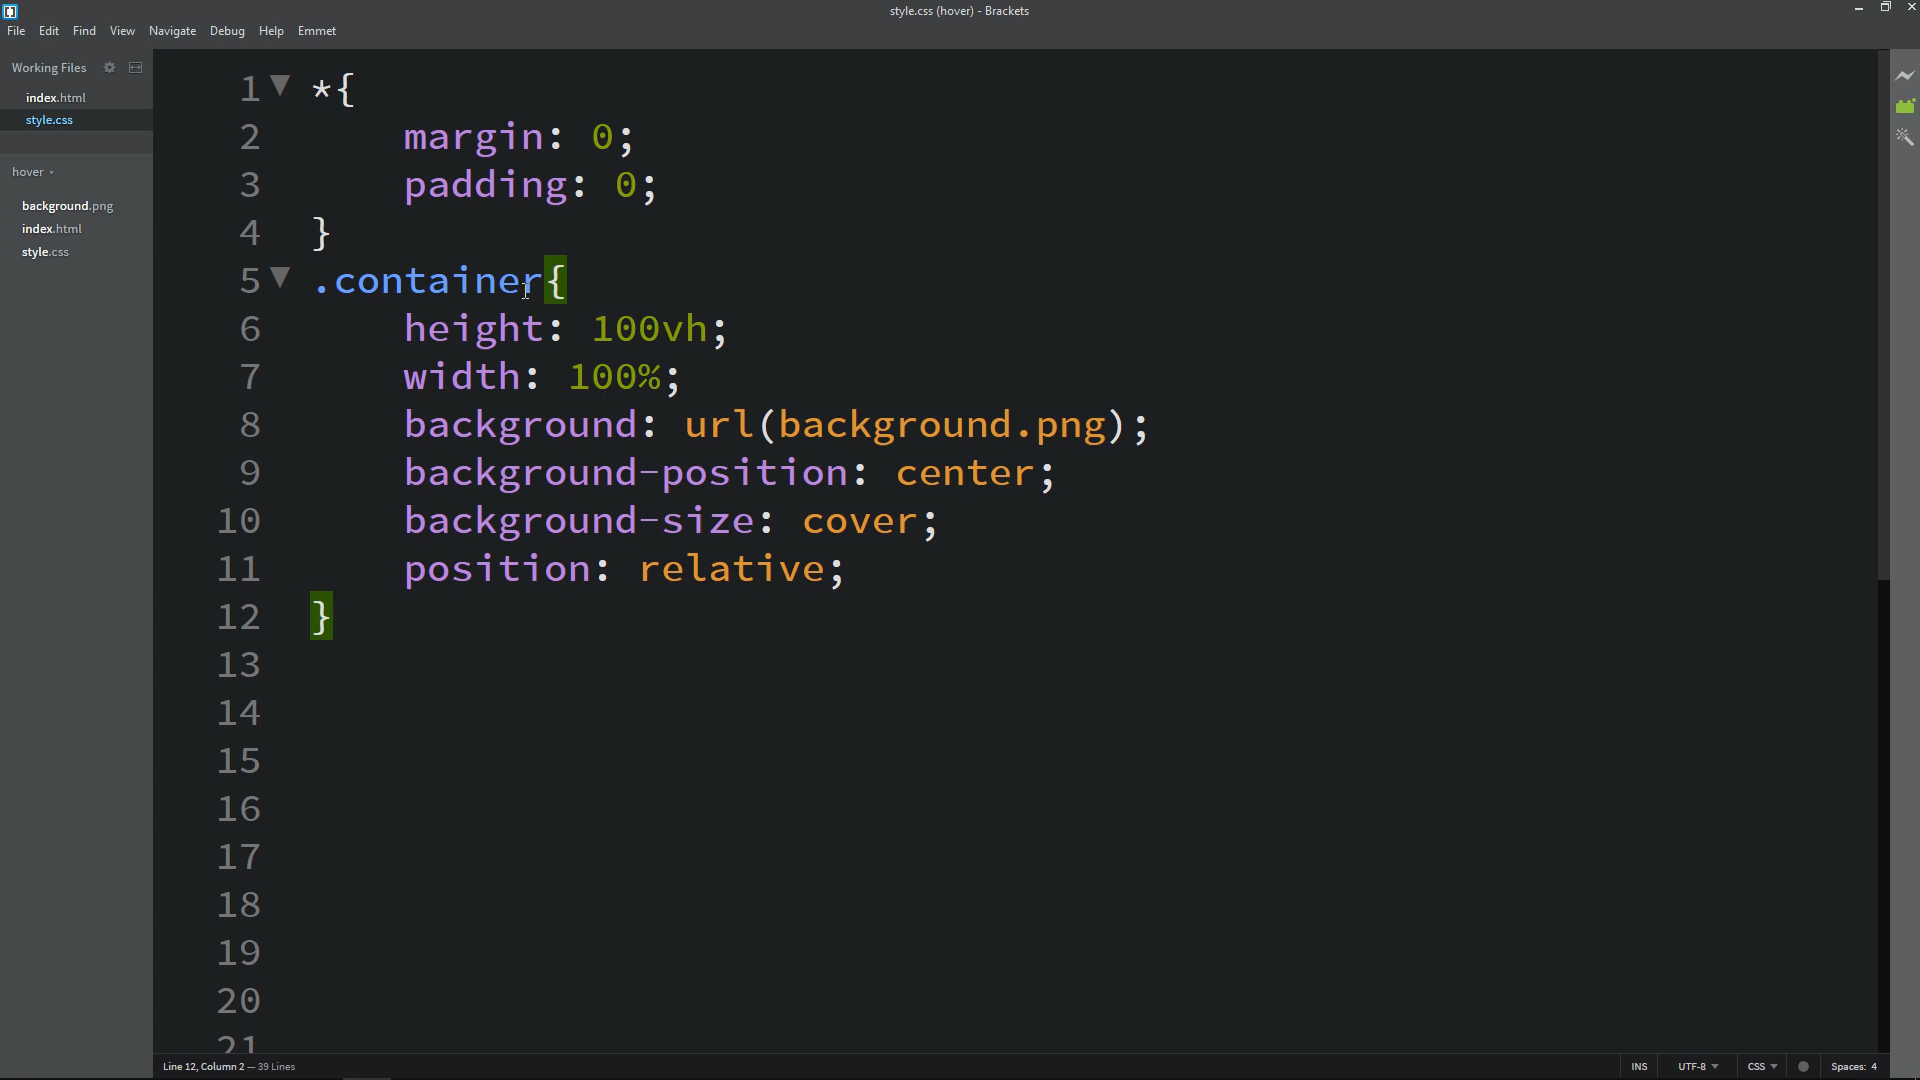 style.css (hover) - Brackets
File Edit Find View Navigate Debug Help Emmet
Working Files
index.html
style.css
hover
background.png
index.html
style.css
1 *{
2 margin: 0;
3 padding: 0;
4 }
5 .container{
6 height: 100vh;
7 width: 100%;
8 background: url(background.png);
9 background-position: center;
10 background-size: cover;
11 position: relative;
12 }
13
14
15
16
17
18
19
20
21
Line 12, Column 2 — 39 Lines
INS UTF-8 CSS Spaces: 4